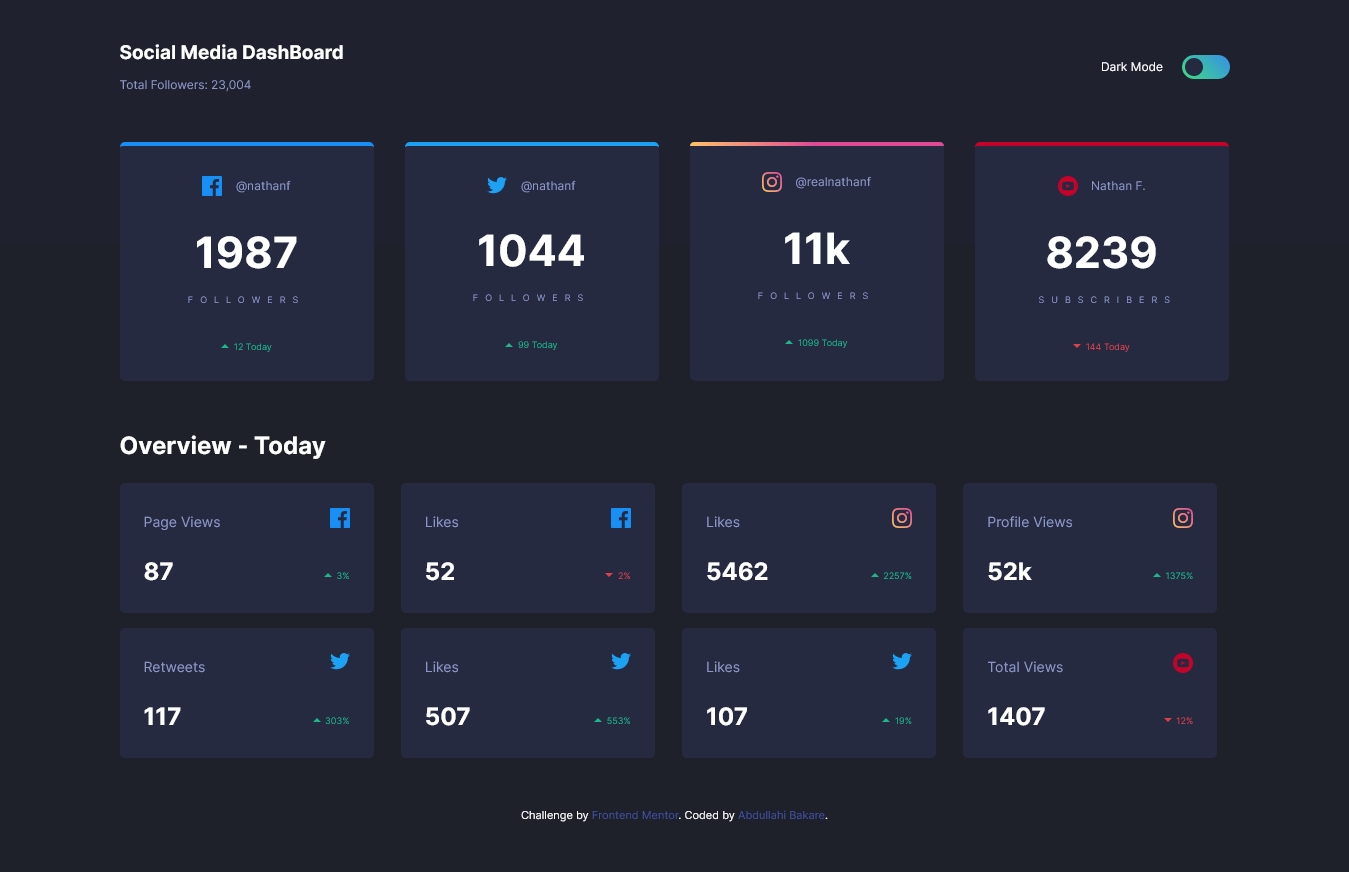 Social Media DashBoard
Total Followers: 23,004
Dark Mode
@nathanf
1987
FOLLOWERS
12 Today
@nathanf
1044
FOLLOWERS
99 Today
@realnathanf
11k
FOLLOWERS
1099 Today
Nathan F.
8239
SUBSCRIBERS
144 Today
Overview - Today
Page Views
87
3%
Likes
52
2%
Likes
5462
2257%
Profile Views
52k
1375%
Retweets
117
303%
Likes
507
553%
Likes
107
19%
Total Views
1407
12%
Challenge by Frontend Mentor. Coded by Abdullahi Bakare.